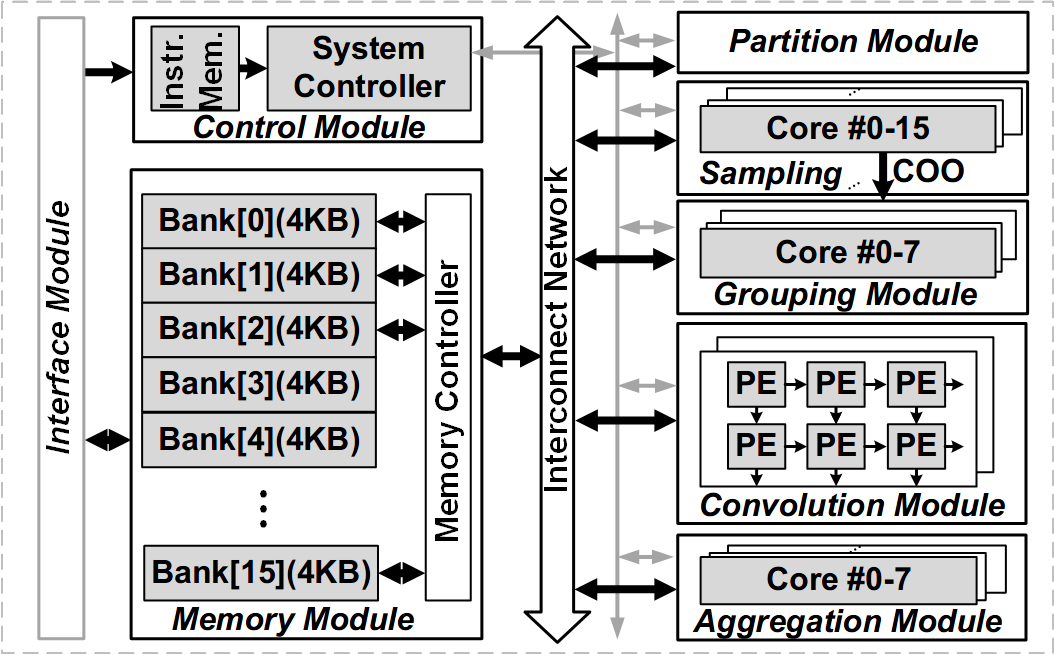 Interface Module
Instr.
Mem.
System
Controller
Control Module
Bank[0](4KB)
Bank[1](4KB)
Bank[2](4KB)
Bank[3](4KB)
Bank[4](4KB)
Bank[15](4KB)
Memory Controller
Memory Module
Interconnect Network
Partition Module
Core #0-15
Sampling
COO
Core #0-7
Grouping Module
PE PE PE
PE PE PE
Convolution Module
Core #0-7
Aggregation Module